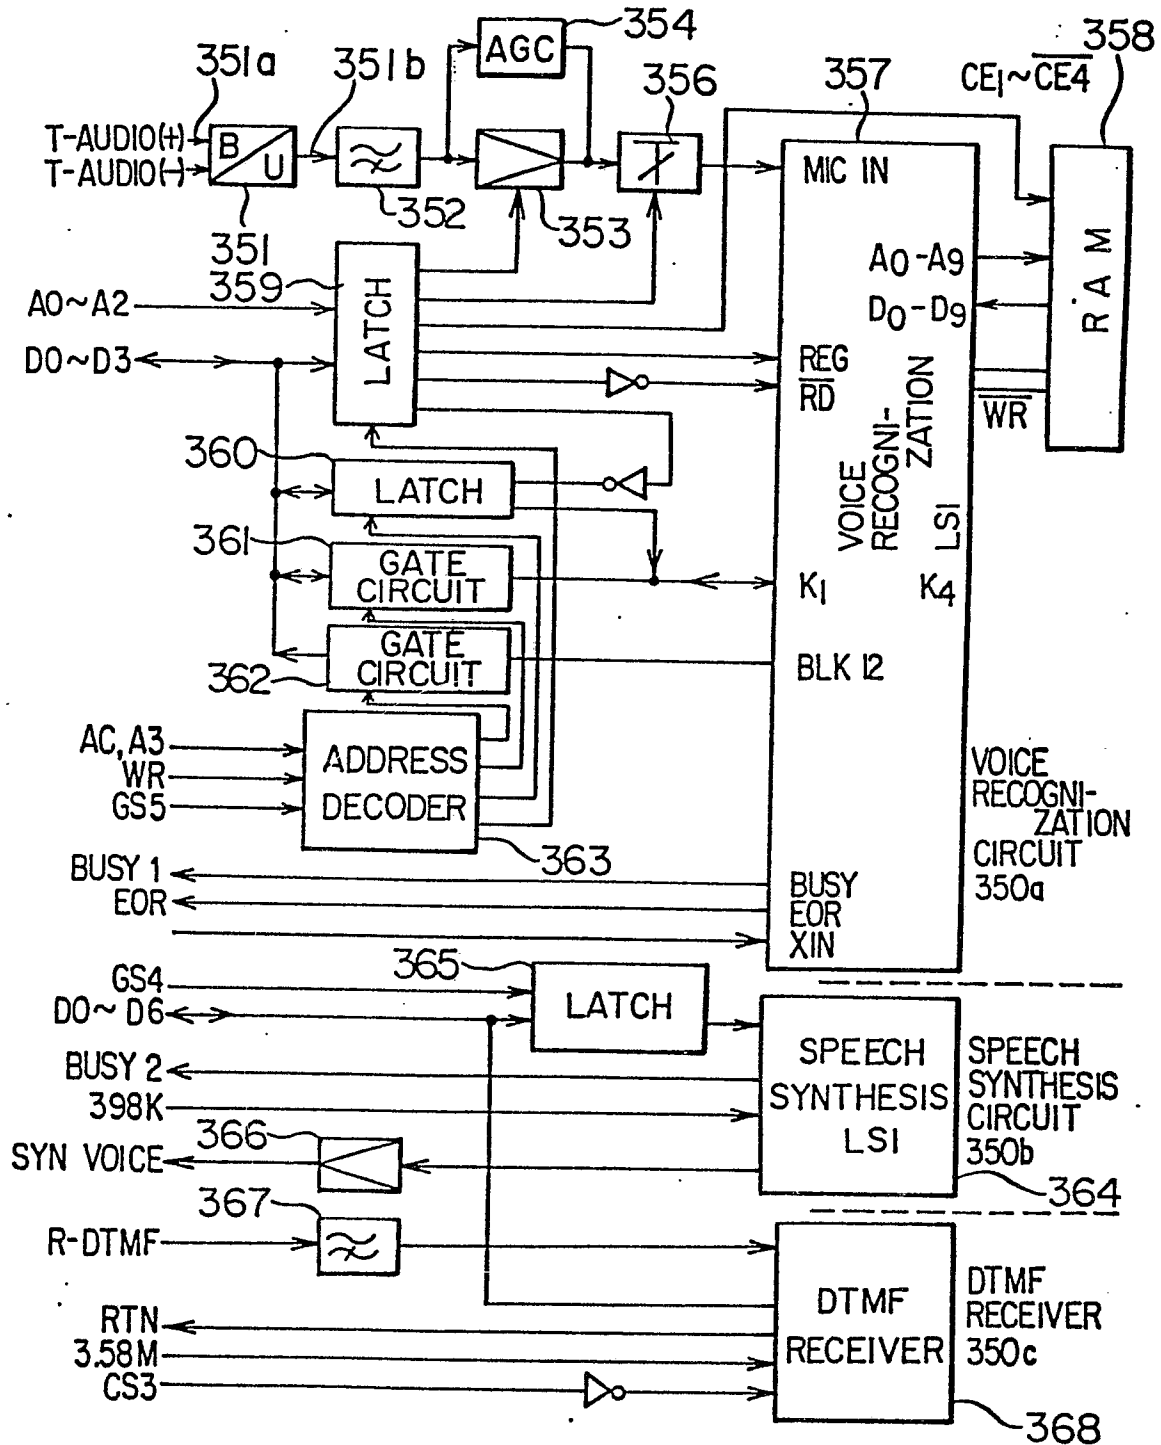 354
AGC
358
351a
351b
356
357
CE1~CE4
T-AUDIO(+)
T-AUDIO(-)
B
U
MIC IN
352
353
351
359
A0~A2
LATCH
A0-A9
D0-D9
RAM
D0~D3
REG
RD
WR
VOICE
RECOGNI-
ZATION
LSI
360
LATCH
361
GATE
CIRCUIT
K1
K4
GATE
CIRCUIT
362
BLK 12
AC, A3
WR
GS5
ADDRESS
DECODER
363
VOICE
RECOGNI-
ZATION
CIRCUIT
350a
BUSY 1
EOR
BUSY
EOR
XIN
365
GS4
D0~D6
LATCH
BUSY 2
398K
SPEECH
SYNTHESIS
LSI
SPEECH
SYNTHESIS
CIRCUIT
350b
366
SYN VOICE
364
367
R-DTMF
DTMF
RECEIVER
DTMF
RECEIVER
350c
RTN
3.58M
CS3
368